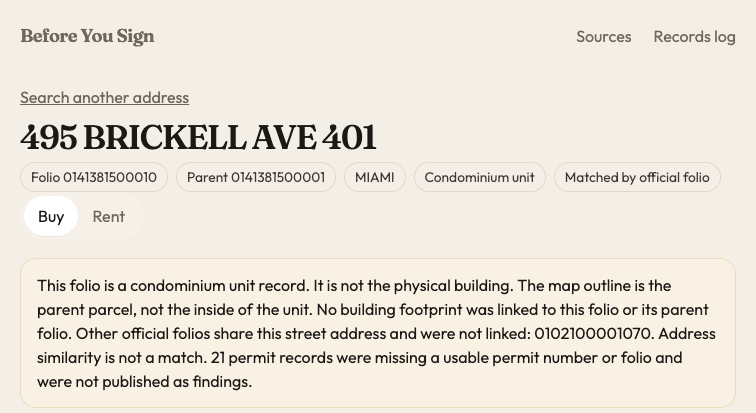 Before You Sign
Sources
Records log
Search another address
495 BRICKELL AVE 401
Folio 0141381500010
Parent 0141381500001
MIAMI
Condominium unit
Matched by official folio
Buy
Rent
This folio is a condominium unit record. It is not the physical building. The map outline is the
parent parcel, not the inside of the unit. No building footprint was linked to this folio or its parent
folio. Other official folios share this street address and were not linked: 0102100001070. Address
similarity is not a match. 21 permit records were missing a usable permit number or folio and
were not published as findings.